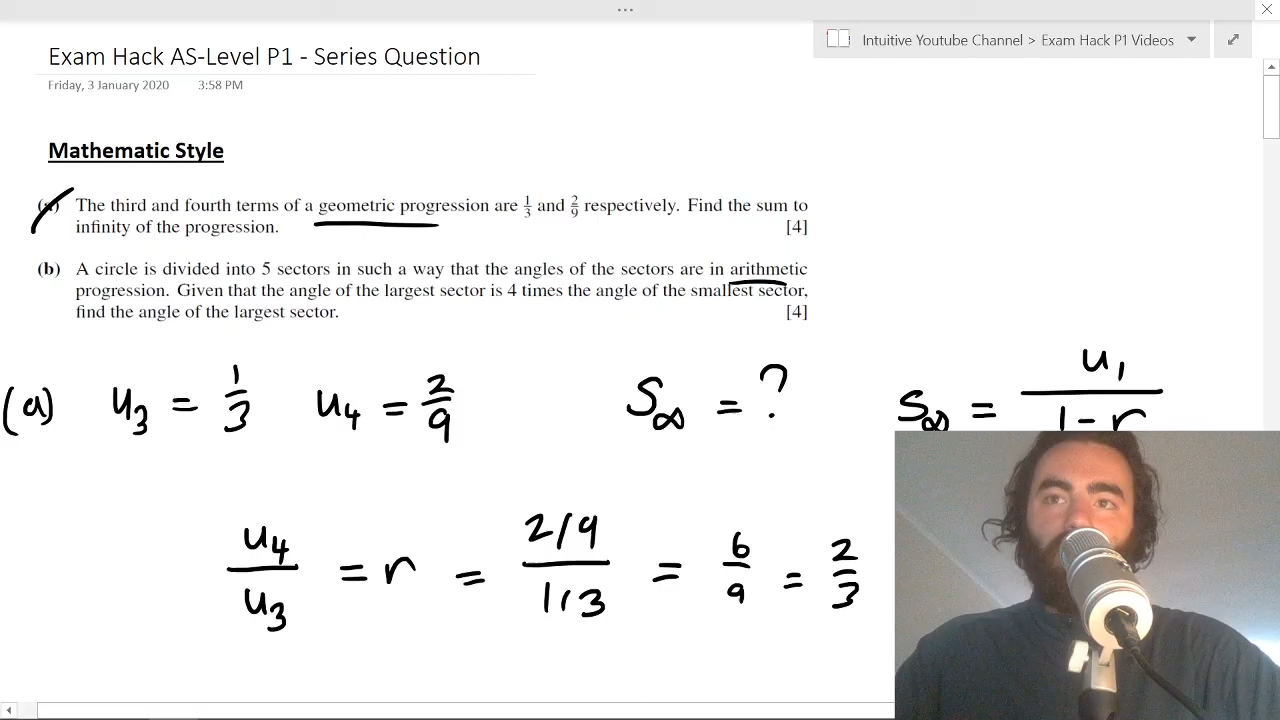 ...
Exam Hack AS-Level P1 - Series Question
Intuitive Youtube Channel > Exam Hack P1 Videos
Friday, 3 January 2020 3:58 PM
Mathematic Style
(a) The third and fourth terms of a geometric progression are 1/3 and 2/9 respectively. Find the sum to
infinity of the progression. [4]
(b) A circle is divided into 5 sectors in such a way that the angles of the sectors are in arithmetic
progression. Given that the angle of the largest sector is 4 times the angle of the smallest sector,
find the angle of the largest sector. [4]
(a) u₃ = 1/3 u₄ = 2/9 S∞ = ? S∞ = u₁/(1-r)
u₄/u₃ = r = (2/9)/(1/3) = 6/9 = 2/3